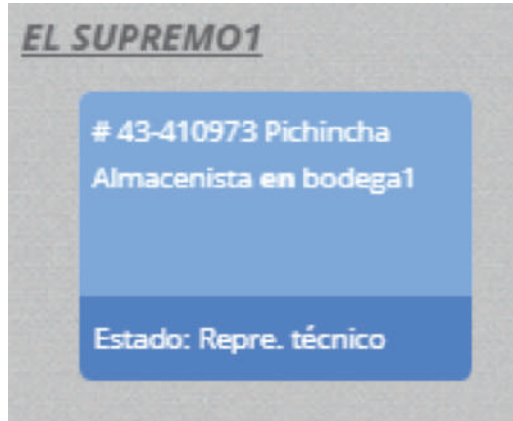 EL SUPREMO1
# 43-410973 Pichincha
Almacenista en bodega1
Estado: Repre. técnico